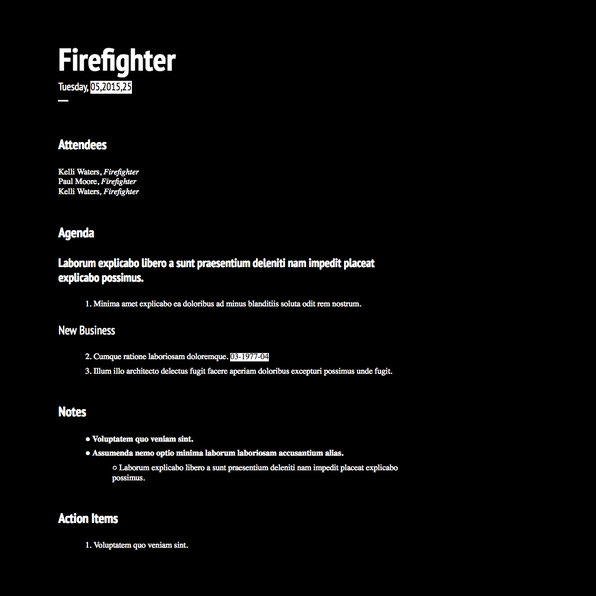 Firefighter
Tuesday, 05,2015,25
Attendees
Kelli Waters, Firefighter
Paul Moore, Firefighter
Kelli Waters, Firefighter
Agenda
Laborum explicabo libero a sunt praesentium deleniti nam impedit placeat
explicabo possimus.
1. Minima amet explicabo ea doloribus ad minus blanditiis soluta odit rem nostrum.
New Business
2. Cumque ratione laboriosam doloremque. 03-1977-04
3. Illum illo architecto delectus fugit facere aperiam doloribus excepturi possimus unde fugit.
Notes
● Voluptatem quo veniam sint.
● Assumenda nemo optio minima laborum laboriosam accusantium alias.
○ Laborum explicabo libero a sunt praesentium deleniti nam impedit placeat explicabo
possimus.
Action Items
1. Voluptatem quo veniam sint.